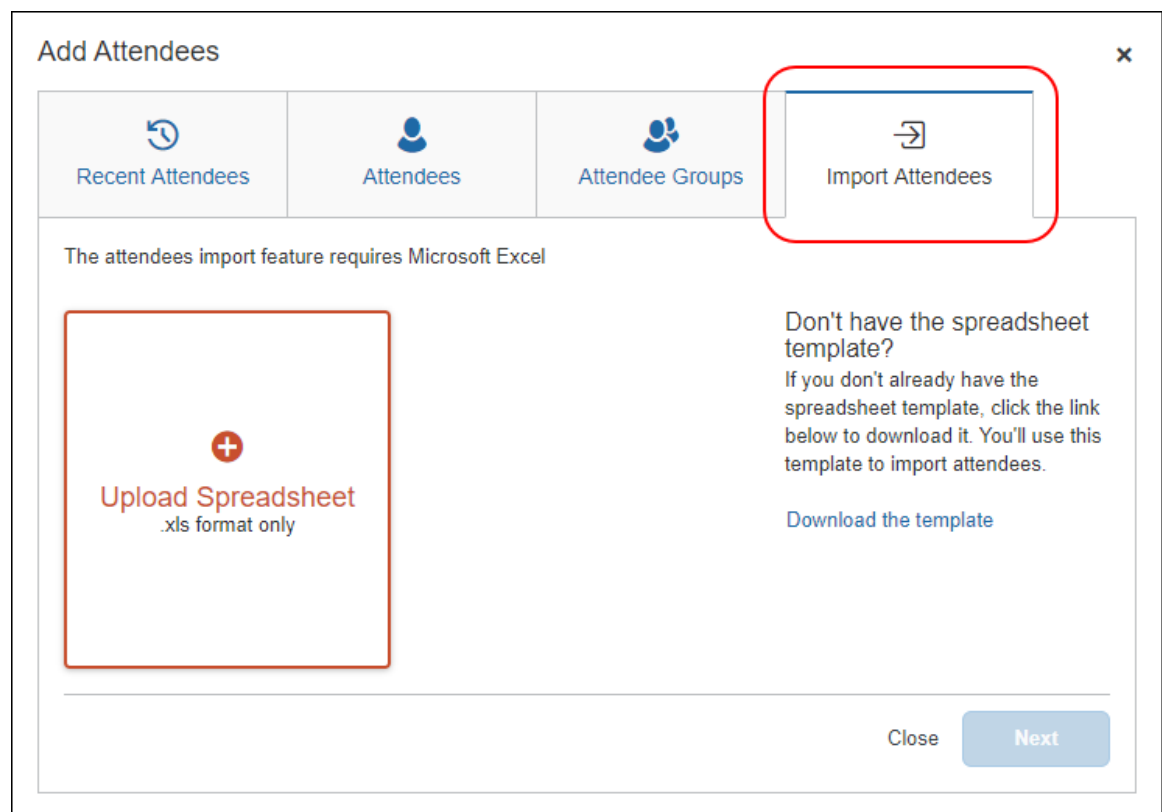 Add Attendees
Recent Attendees
Attendees
Attendee Groups
Import Attendees
The attendees import feature requires Microsoft Excel
Upload Spreadsheet
.xls format only
Don't have the spreadsheet
template?
If you don't already have the
spreadsheet template, click the link
below to download it. You'll use this
template to import attendees.
Download the template
Close
Next